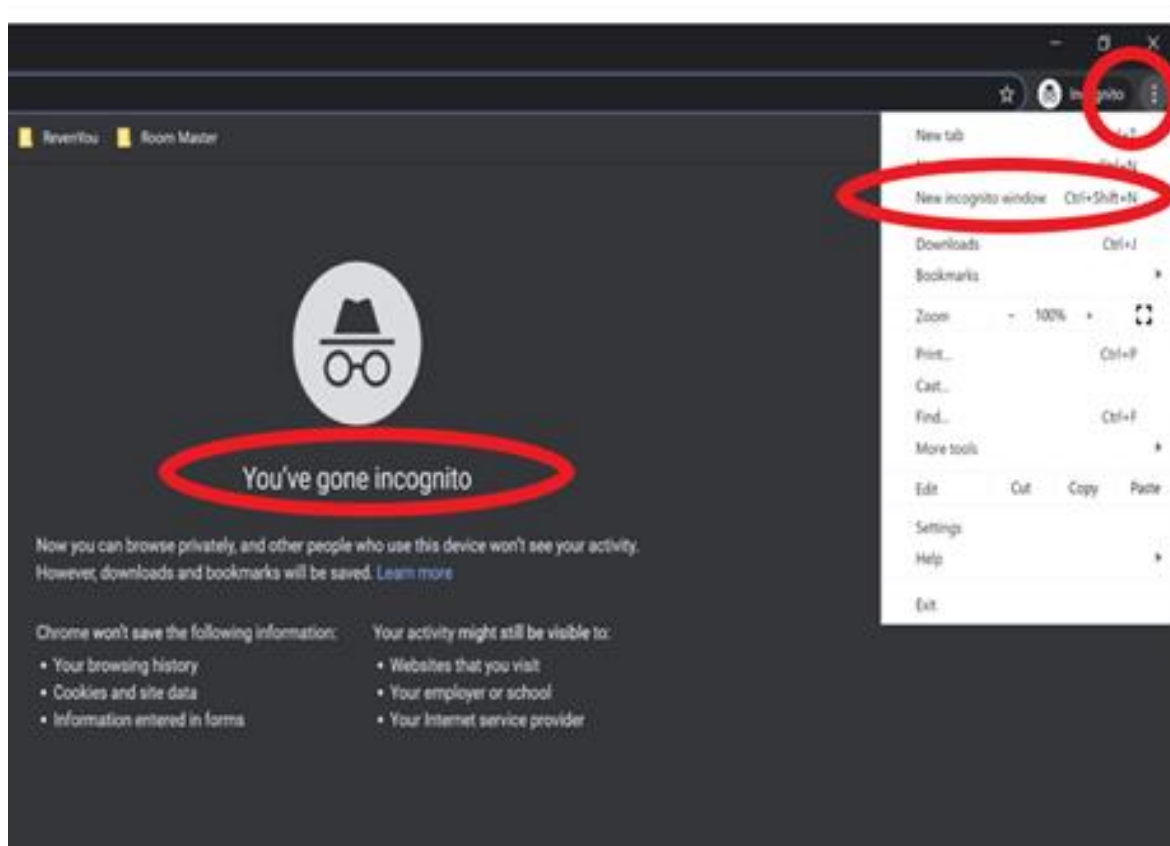 Incognito
RevenYou Room Master
New tab
New incognito window Ctrl+Shift+N
Downloads Ctrl+J
Bookmarks
Zoom - 100% +
Print... Ctrl+P
Cast...
Find... Ctrl+F
More tools
Edit Cut Copy Paste
Settings
Help
Exit
You've gone incognito
Now you can browse privately, and other people who use this device won't see your activity.
However, downloads and bookmarks will be saved. Learn more
Chrome won't save the following information:
• Your browsing history
• Cookies and site data
• Information entered in forms
Your activity might still be visible to:
• Websites that you visit
• Your employer or school
• Your Internet service provider